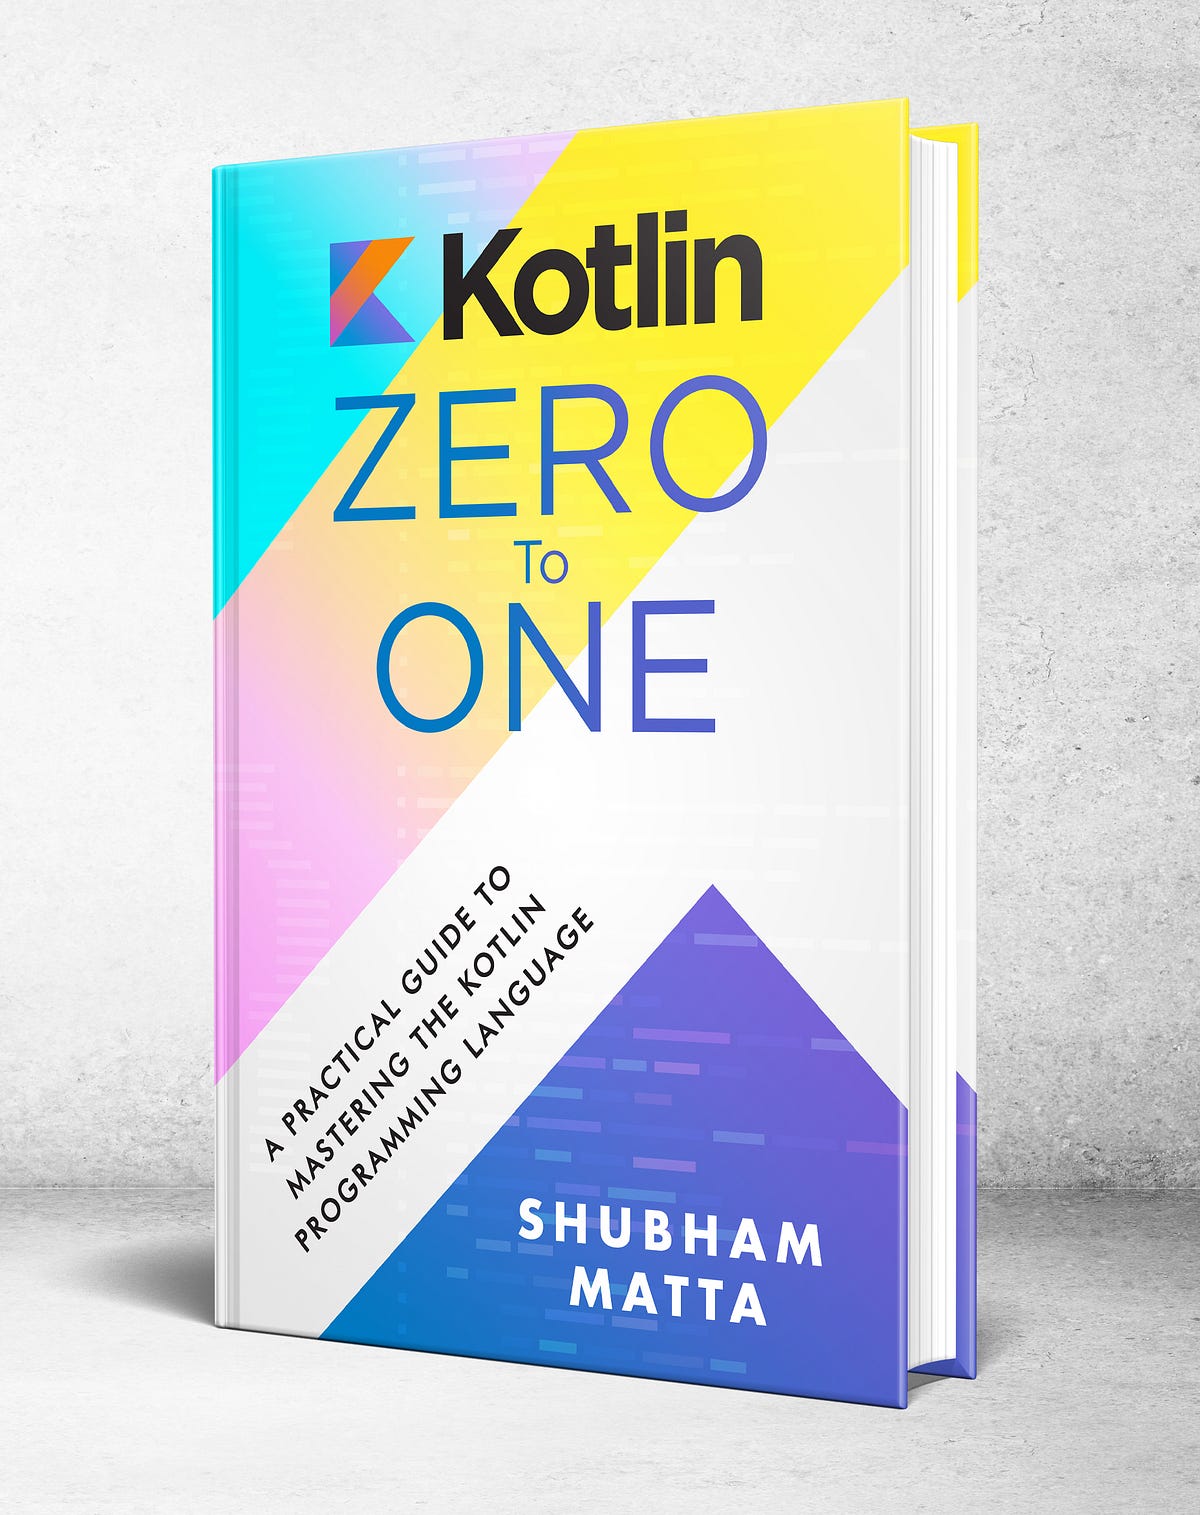 Kotlin
ZERO
To
ONE
A PRACTICAL GUIDE TO
MASTERING THE KOTLIN
PROGRAMMING LANGUAGE
SHUBHAM
MATTA